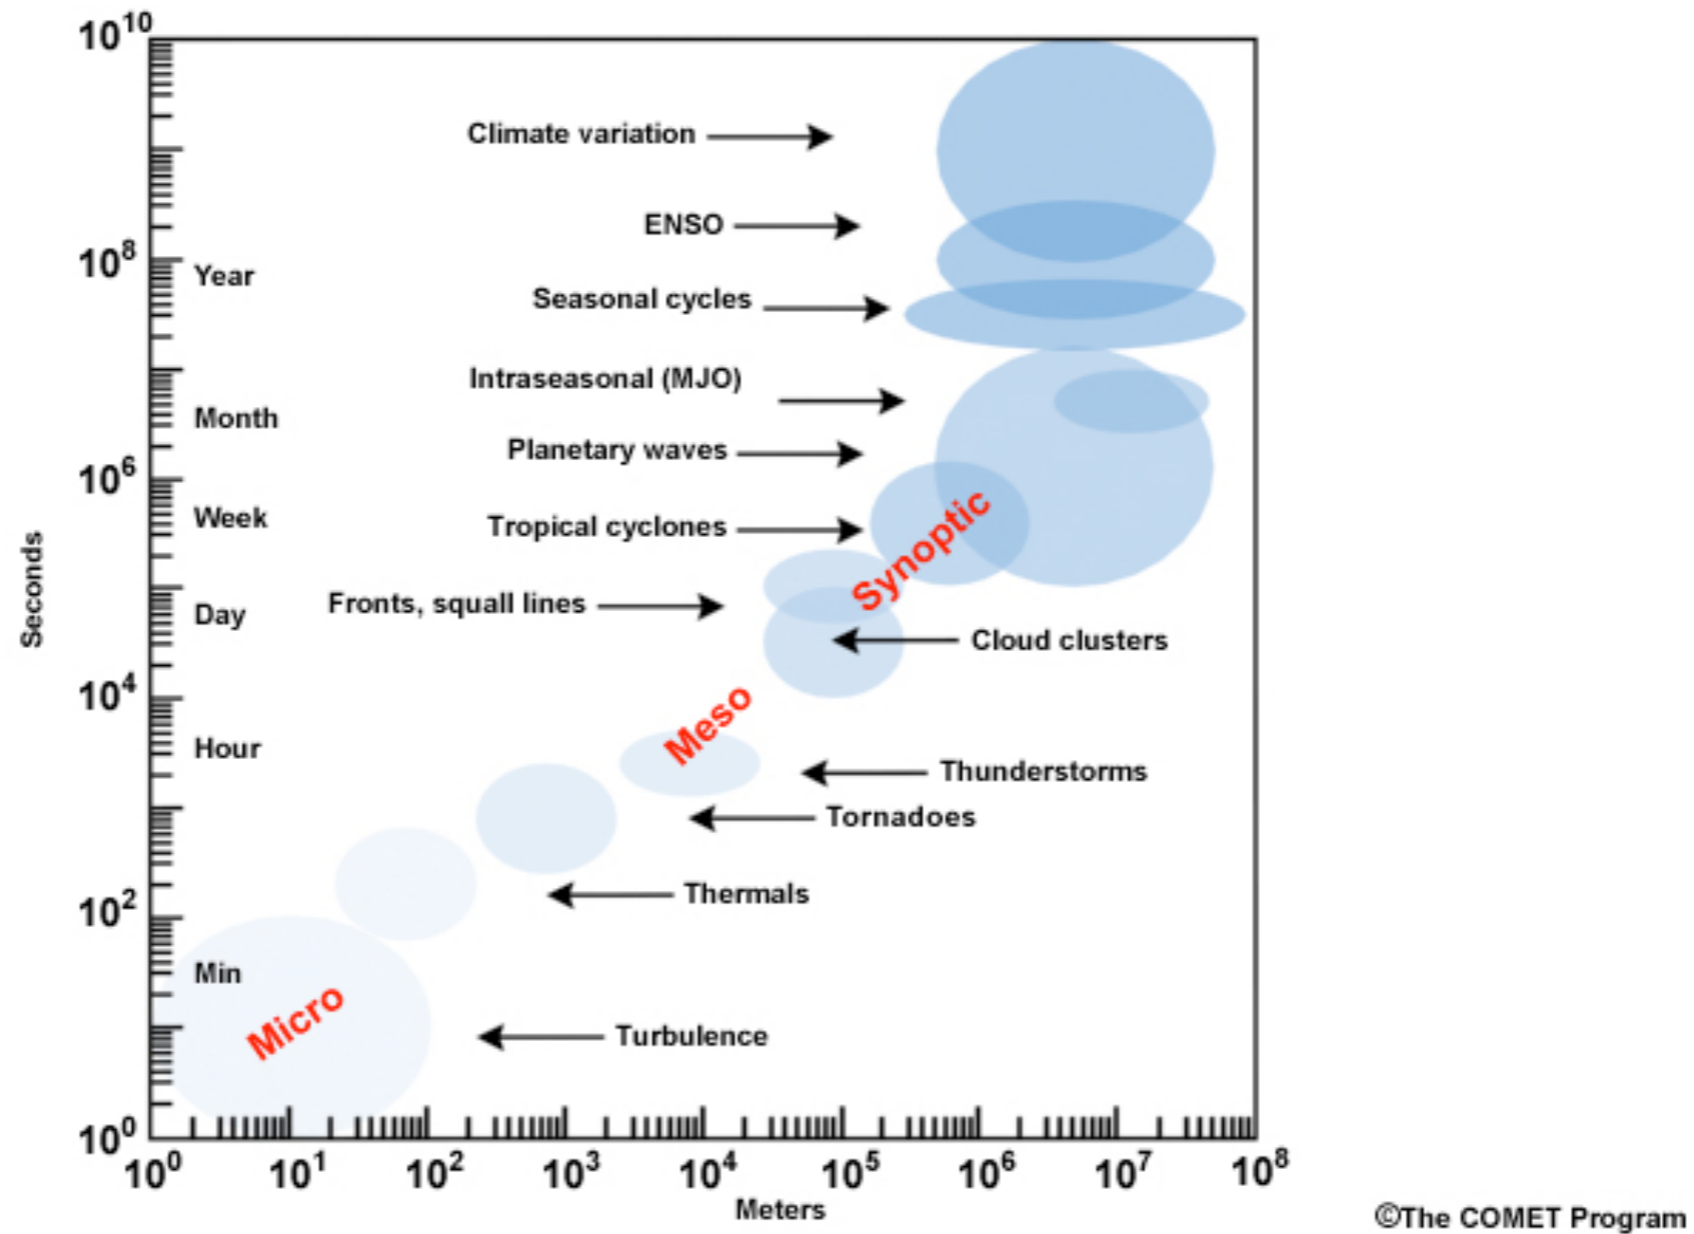 10¹⁰
Climate variation
ENSO
10⁸
Year
Seasonal cycles
Intraseasonal (MJO)
Month
Planetary waves
10⁶
Week
Tropical cyclones
Synoptic
Seconds
Fronts, squall lines
Day
Cloud clusters
10⁴
Meso
Hour
Thunderstorms
Tornadoes
Thermals
10²
Min
Micro
Turbulence
10⁰
10⁰ 10¹ 10² 10³ 10⁴ 10⁵ 10⁶ 10⁷ 10⁸
Meters
©The COMET Program